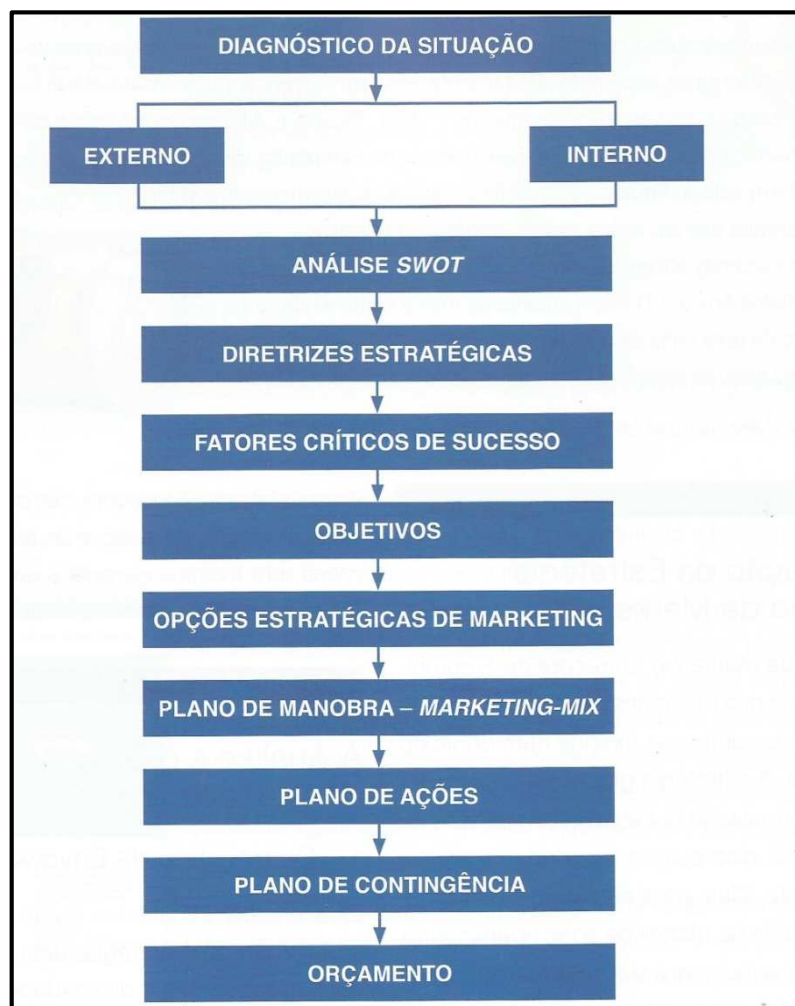 DIAGNÓSTICO DA SITUAÇÃO
EXTERNO
INTERNO
ANÁLISE SWOT
DIRETRIZES ESTRATÉGICAS
FATORES CRÍTICOS DE SUCESSO
OBJETIVOS
OPÇÕES ESTRATÉGICAS DE MARKETING
PLANO DE MANOBRA – MARKETING-MIX
PLANO DE AÇÕES
PLANO DE CONTINGÊNCIA
ORÇAMENTO